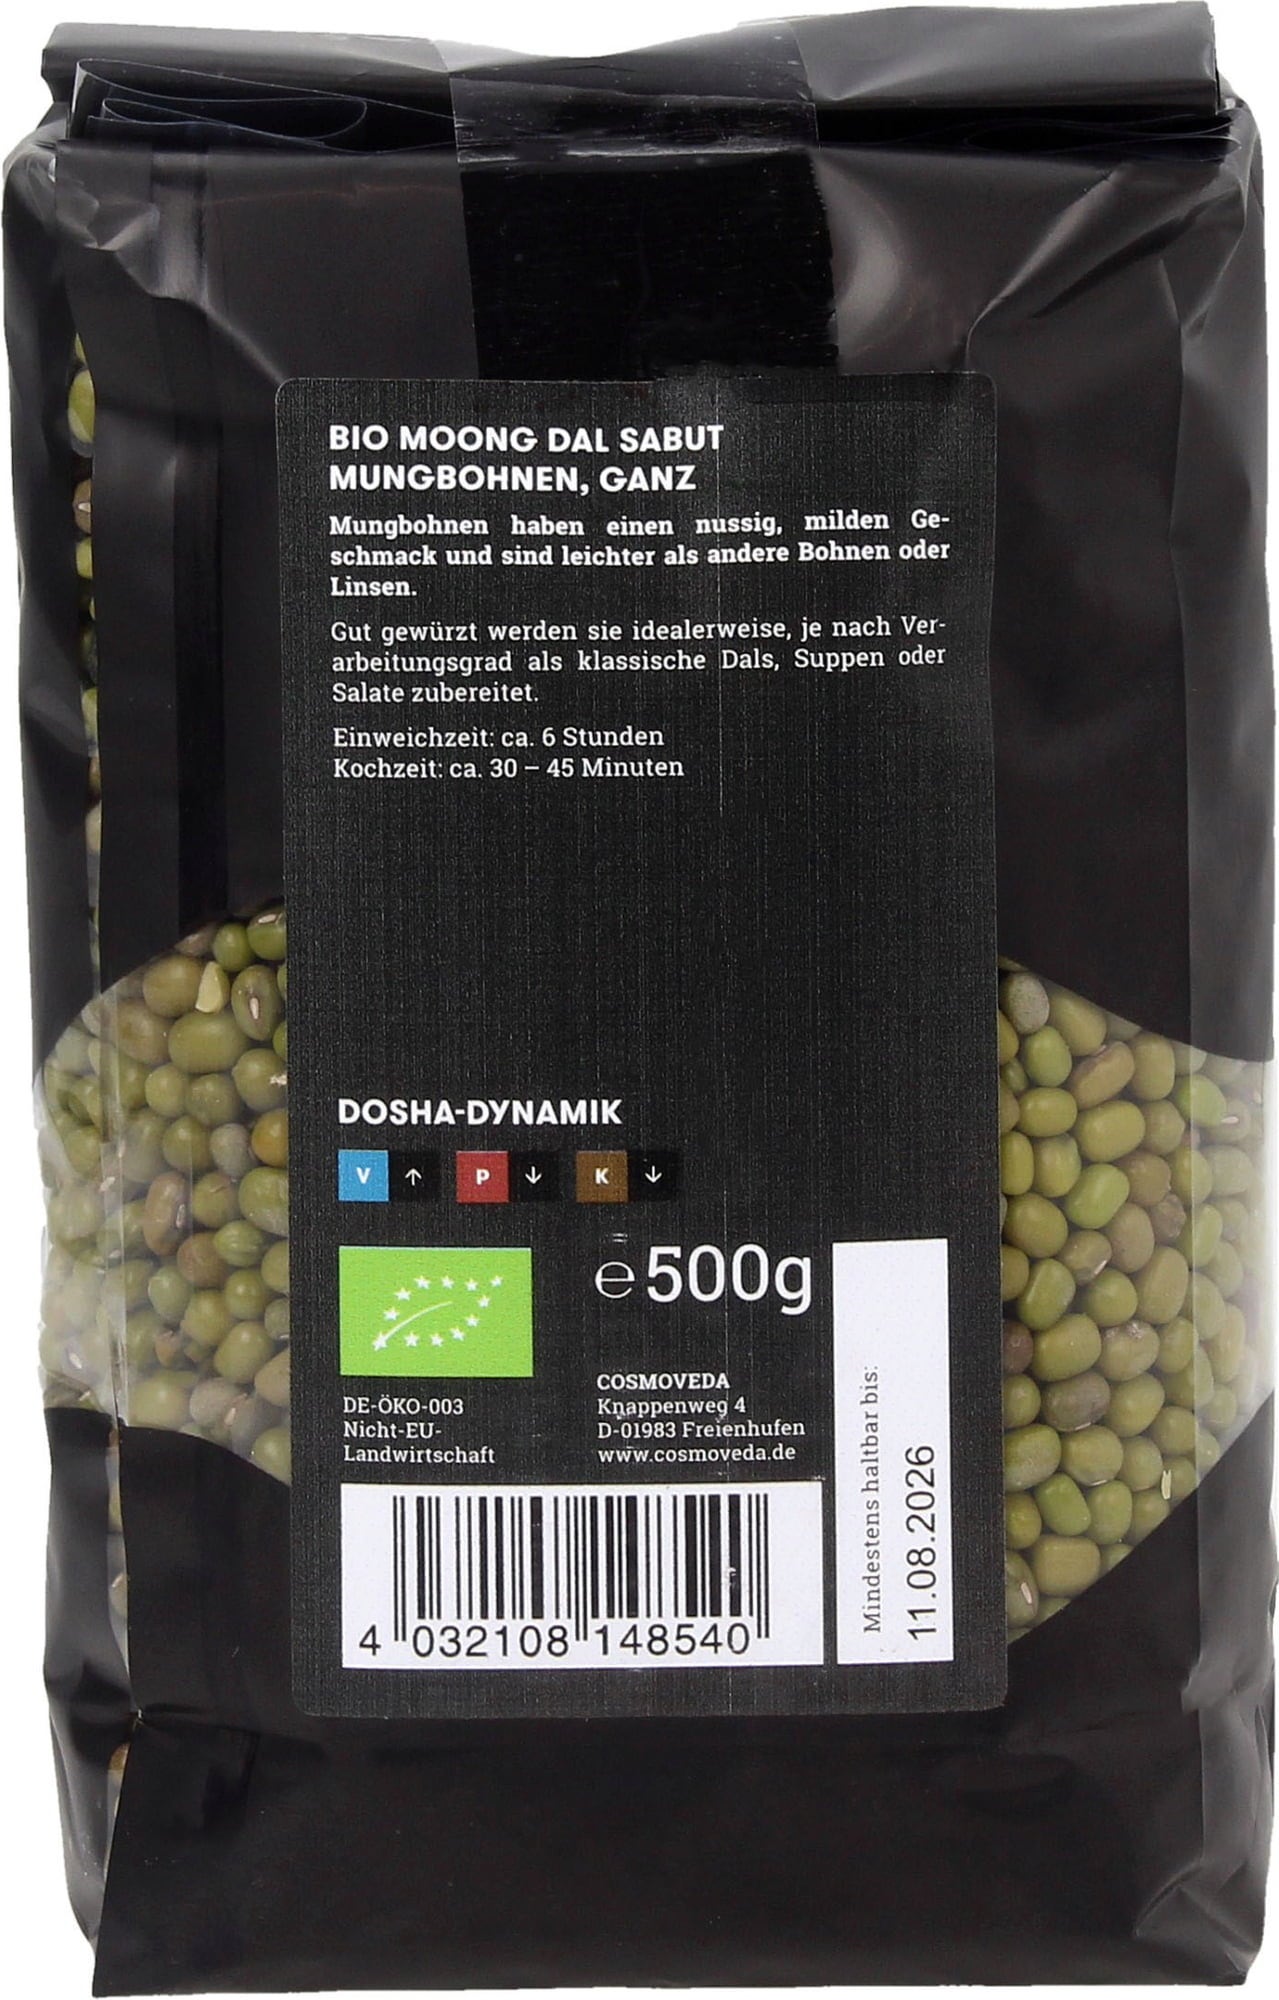 BIO MOONG DAL SABUT
MUNGBOHNEN, GANZ
Mungbohnen haben einen nussig, milden Ge-
schmack und sind leichter als andere Bohnen oder
Linsen.
Gut gewürzt werden sie idealerweise, je nach Ver-
arbeitungsgrad als klassische Dals, Suppen oder
Salate zubereitet.
Einweichzeit: ca. 6 Stunden
Kochzeit: ca. 30 – 45 Minuten
DOSHA-DYNAMIK
V ↑ P ↓ K ↓
℮500g
DE-ÖKO-003
Nicht-EU-
Landwirtschaft
COSMOVEDA
Knappenweg 4
D-01983 Freienhufen
www.cosmoveda.de
4 032108 148540
Mindestens haltbar bis:
11.08.2026